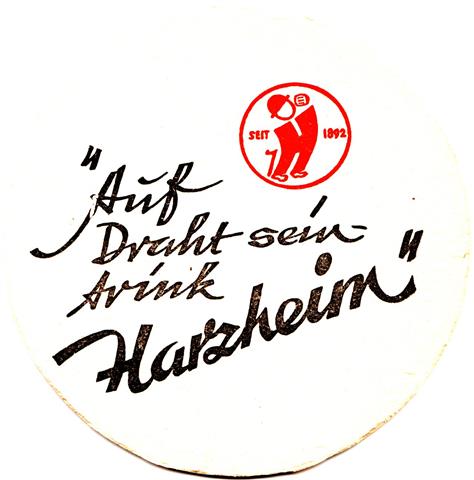 SEIT 1892
"Auf
Draht sein-
trink
Harzheim"